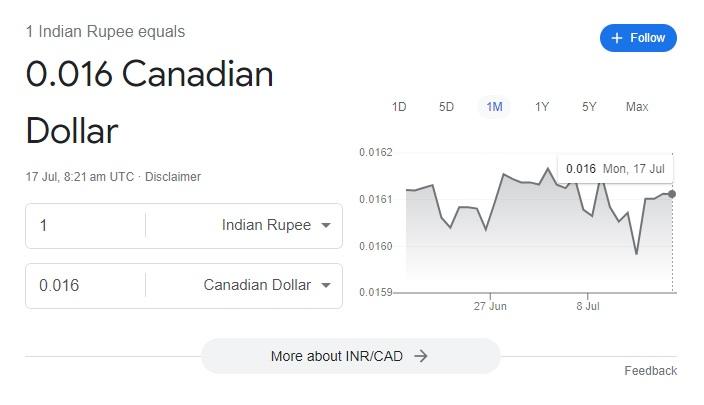 1 Indian Rupee equals
0.016 Canadian
Dollar
17 Jul, 8:21 am UTC · Disclaimer
1 Indian Rupee
0.016 Canadian Dollar
+ Follow
1D 5D 1M 1Y 5Y Max
0.016 Mon, 17 Jul
0.0162
0.0161
0.0160
0.0159
27 Jun 8 Jul
More about INR/CAD →
Feedback